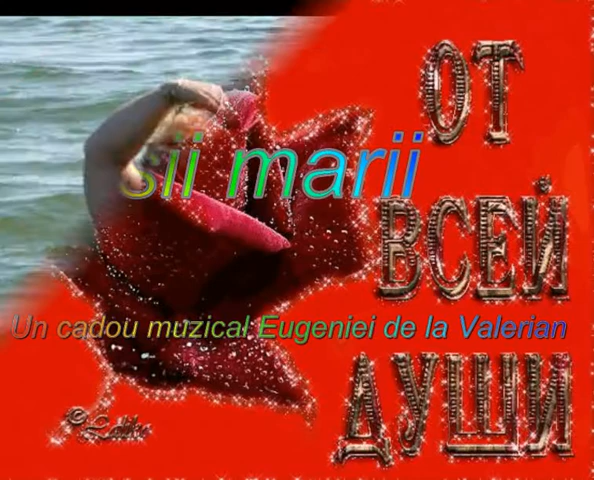 ОТ
sii marii
ВСЕЙ
Un cadou muzical Eugeniei de la Valerian
ДУШИ